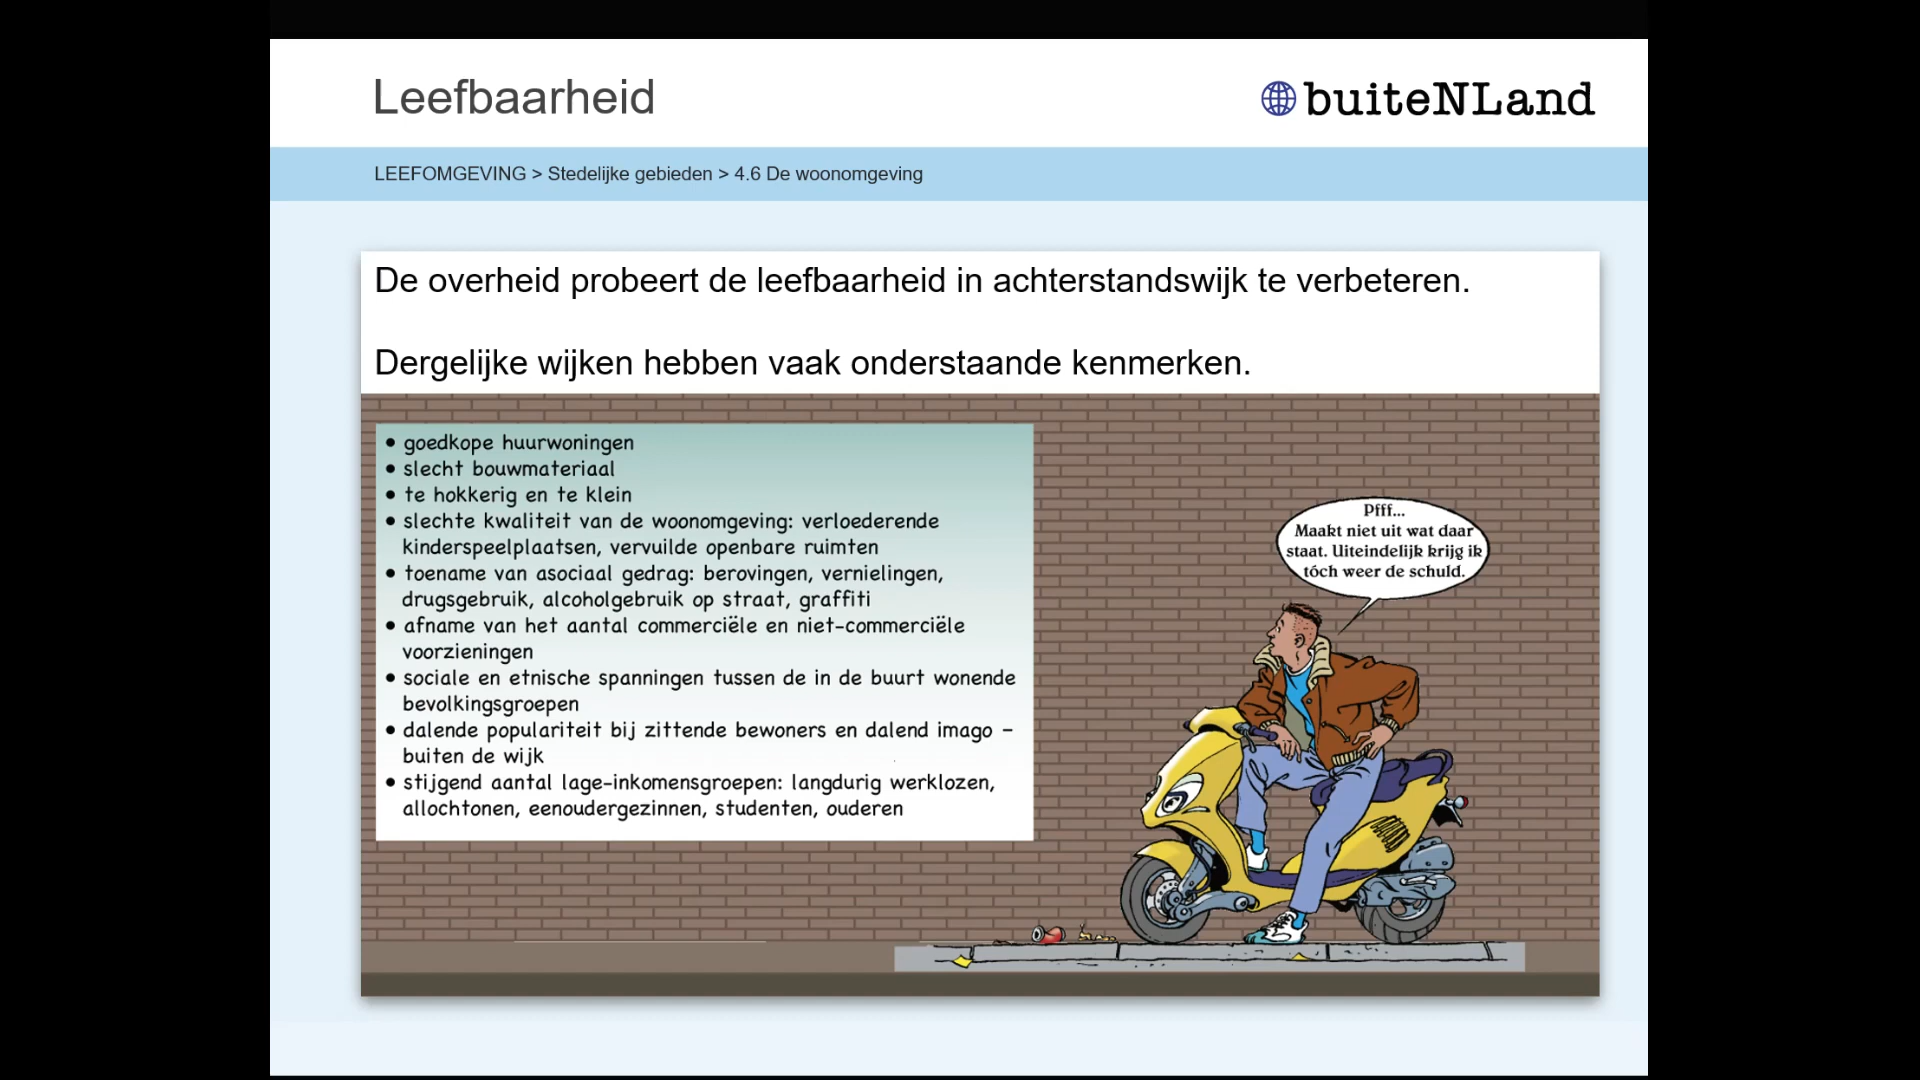 Leefbaarheid
buiteNLand
LEEFOMGEVING > Stedelijke gebieden > 4.6 De woonomgeving
De overheid probeert de leefbaarheid in achterstandswijk te verbeteren.
Dergelijke wijken hebben vaak onderstaande kenmerken.
• goedkope huurwoningen
• slecht bouwmateriaal
• te hokkerig en te klein
• slechte kwaliteit van de woonomgeving: verloederende
kinderspeelplaatsen, vervuilde openbare ruimten
• toename van asociaal gedrag: berovingen, vernielingen,
drugsgebruik, alcoholgebruik op straat, graffiti
• afname van het aantal commerciële en niet-commerciële
voorzieningen
• sociale en etnische spanningen tussen de in de buurt wonende
bevolkingsgroepen
• dalende populariteit bij zittende bewoners en dalend imago –
buiten de wijk
• stijgend aantal lage-inkomensgroepen: langdurig werklozen,
allochtonen, eenoudergezinnen, studenten, ouderen
Pfff...
Maakt niet uit wat daar
staat. Uiteindelijk krijg ik
tóch weer de schuld.